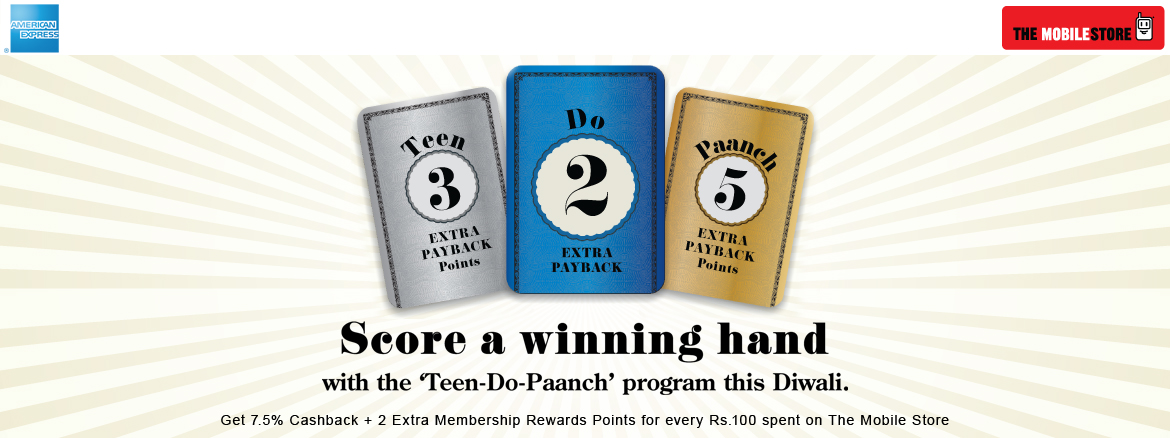 AMERICAN
EXPRESS
®
THE MOBILESTORE
Teen
3
EXTRA
PAYBACK
Points
Do
2
EXTRA
PAYBACK
Paanch
5
EXTRA
PAYBACK
Points
Score a winning hand
with the ‘Teen-Do-Paanch’ program this Diwali.
Get 7.5% Cashback + 2 Extra Membership Rewards Points for every Rs.100 spent on The Mobile Store